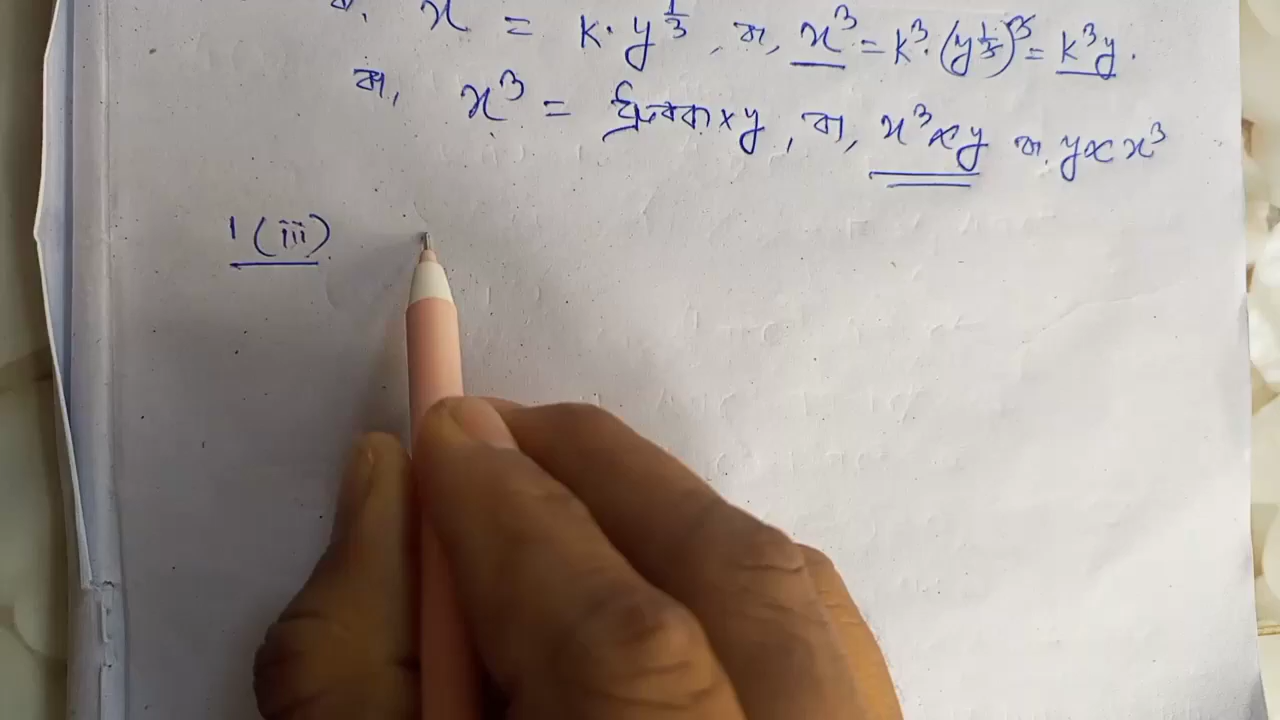 বা, x = k·y^{1/3}, বা, x³ = k³·(y^{1/3})³ = k³y.
বা, x³ = ধ্রুবক × y, বা, x³ ∝ y বা, y ∝ x³
1 (iii)